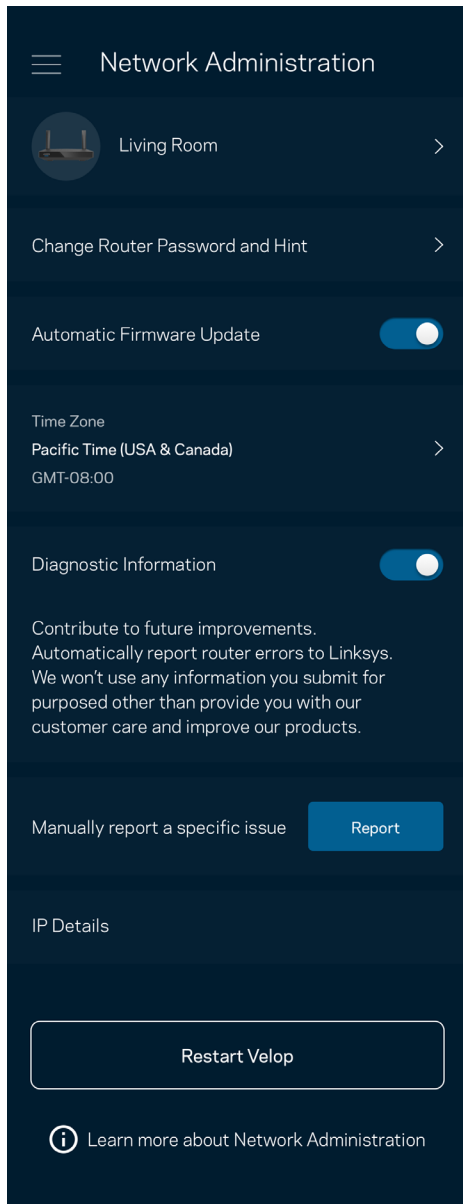 Network Administration
Living Room
Change Router Password and Hint
Automatic Firmware Update
Time Zone
Pacific Time (USA & Canada)
GMT-08:00
Diagnostic Information
Contribute to future improvements.
Automatically report router errors to Linksys.
We won’t use any information you submit for
purposed other than provide you with our
customer care and improve our products.
Manually report a specific issue
Report
IP Details
Restart Velop
Learn more about Network Administration